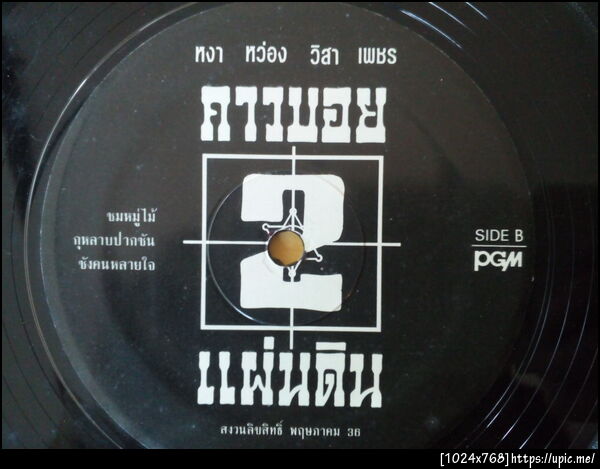 หงา หว่อง วิสา เพชร
คาวบอย
2
แผ่นดิน
ชมหมู่ไม้
กุหลาบปากซัน
ชังคนหลายใจ
SIDE B
PGM
สงวนลิขสิทธิ์ พฤษภาคม 36
[1024x768]https://upic.me/